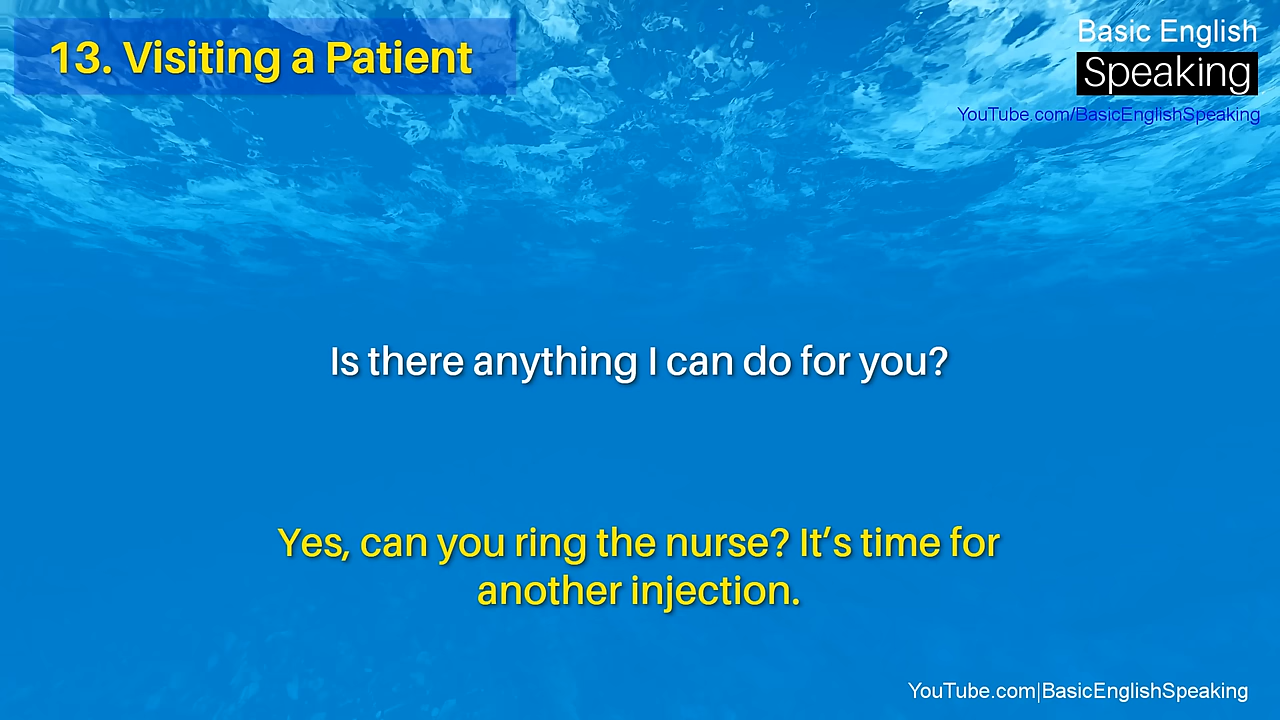 13. Visiting a Patient
Basic English
Speaking
YouTube.com/BasicEnglishSpeaking
Is there anything I can do for you?
Yes, can you ring the nurse? It’s time for
another injection.
YouTube.com|BasicEnglishSpeaking